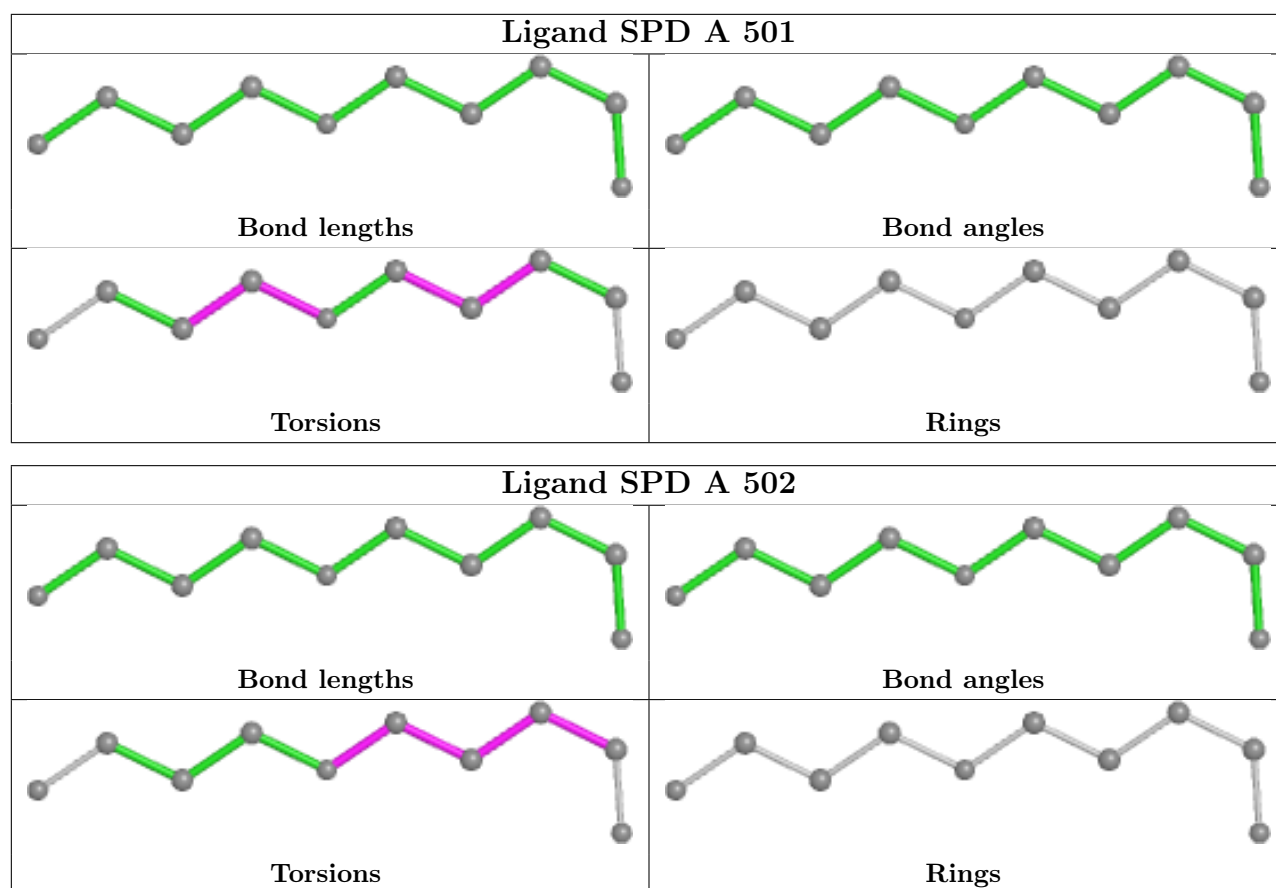 Ligand SPD A 501
Bond lengths
Bond angles
Torsions
Rings
Ligand SPD A 502
Bond lengths
Bond angles
Torsions
Rings